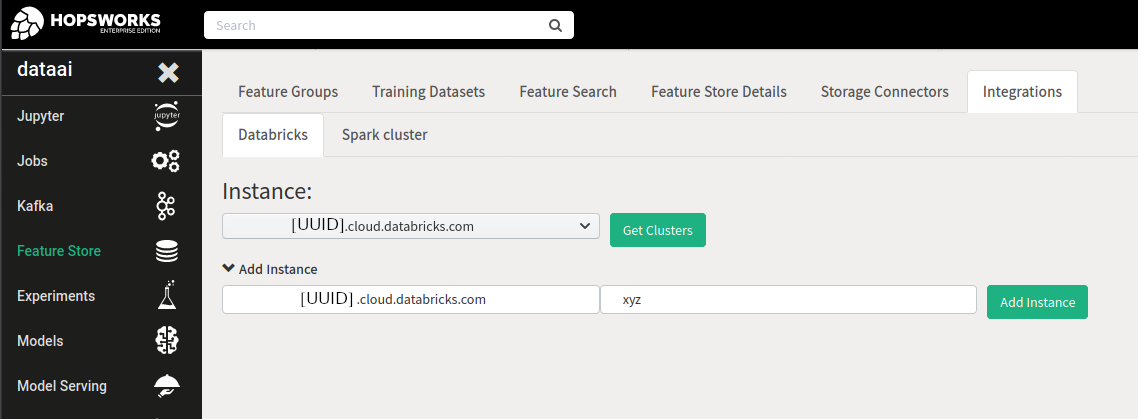 HOPSWORKS
ENTERPRISE EDITION
Search
dataai
Jupyter
jupyter
Jobs
Kafka
Feature Store
Experiments
Models
Model Serving
Feature Groups Training Datasets Feature Search Feature Store Details Storage Connectors Integrations
Databricks Spark cluster
Instance:
[UUID].cloud.databricks.com Get Clusters
Add Instance
[UUID] .cloud.databricks.com xyz Add Instance